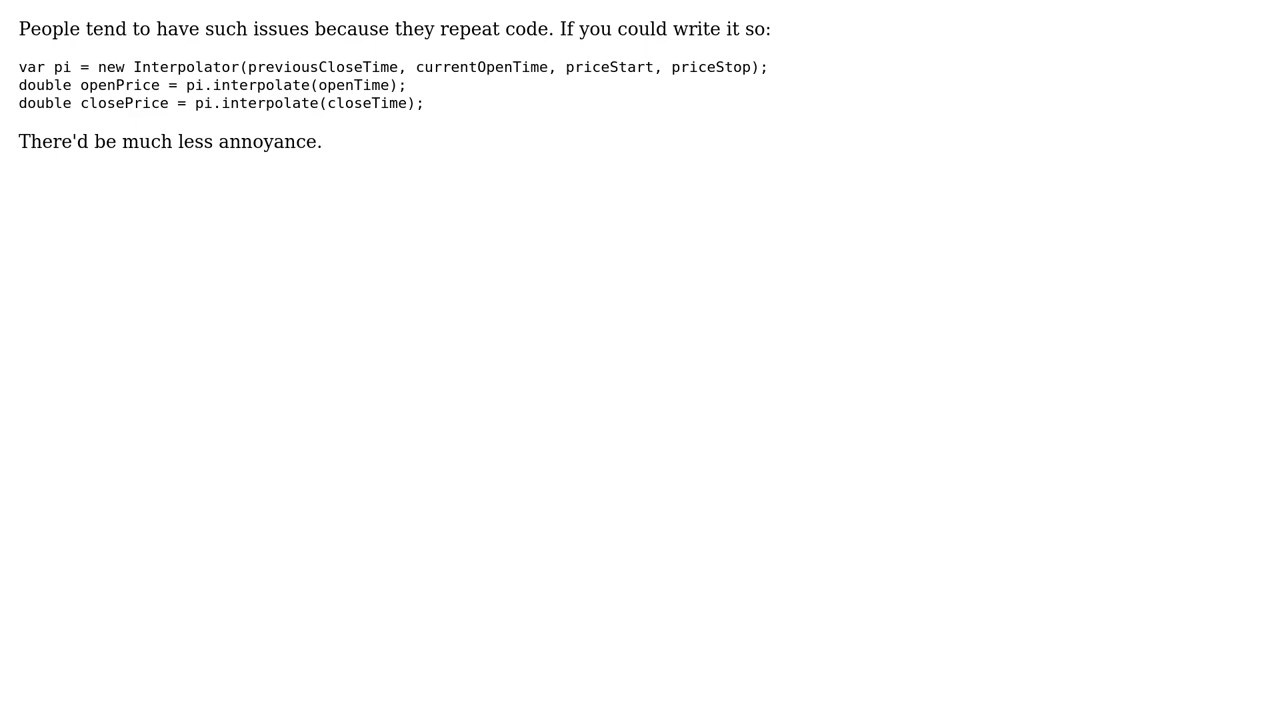 People tend to have such issues because they repeat code. If you could write it so:
var pi = new Interpolator(previousCloseTime, currentOpenTime, priceStart, priceStop);
double openPrice = pi.interpolate(openTime);
double closePrice = pi.interpolate(closeTime);
There'd be much less annoyance.